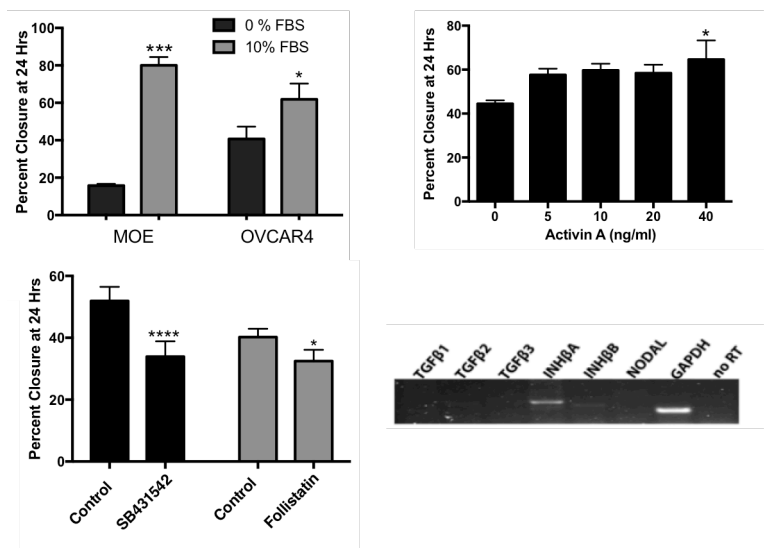 0 % FBS
10% FBS
Percent Closure at 24 Hrs
100
80
60
40
20
0
***
*
MOE OVCAR4
Percent Closure at 24 Hrs
80
60
40
20
0
*
0 5 10 20 40
Activin A (ng/ml)
Percent Closure at 24 Hrs
60
40
20
0
****
*
Control SB431542 Control Follistatin
TGFβ1 TGFβ2 TGFβ3 INHβA INHβB NODAL GAPDH no RT